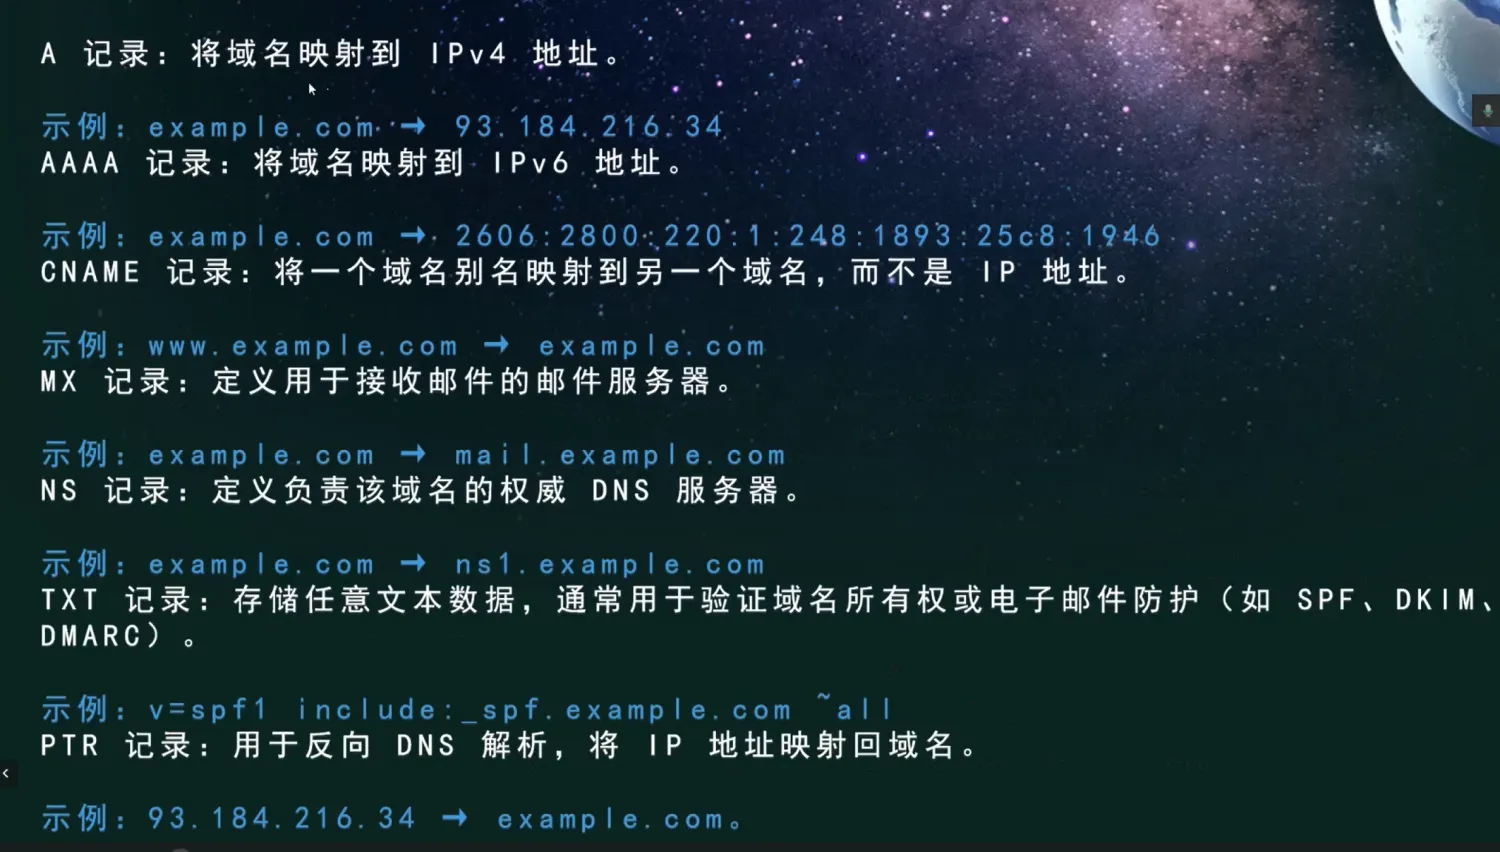 A 记录：将域名映射到 IPv4 地址。
示例：example.com → 93.184.216.34
AAAA 记录：将域名映射到 IPv6 地址。
示例：example.com → 2606:2800:220:1:248:1893:25c8:1946
CNAME 记录：将一个域名别名映射到另一个域名，而不是 IP 地址。
示例：www.example.com → example.com
MX 记录：定义用于接收邮件的邮件服务器。
示例：example.com → mail.example.com
NS 记录：定义负责该域名的权威 DNS 服务器。
示例：example.com → ns1.example.com
TXT 记录：存储任意文本数据，通常用于验证域名所有权或电子邮件防护（如 SPF、DKIM、
DMARC）。
示例：v=spf1 include:_spf.example.com ~all
PTR 记录：用于反向 DNS 解析，将 IP 地址映射回域名。
示例：93.184.216.34 → example.com。